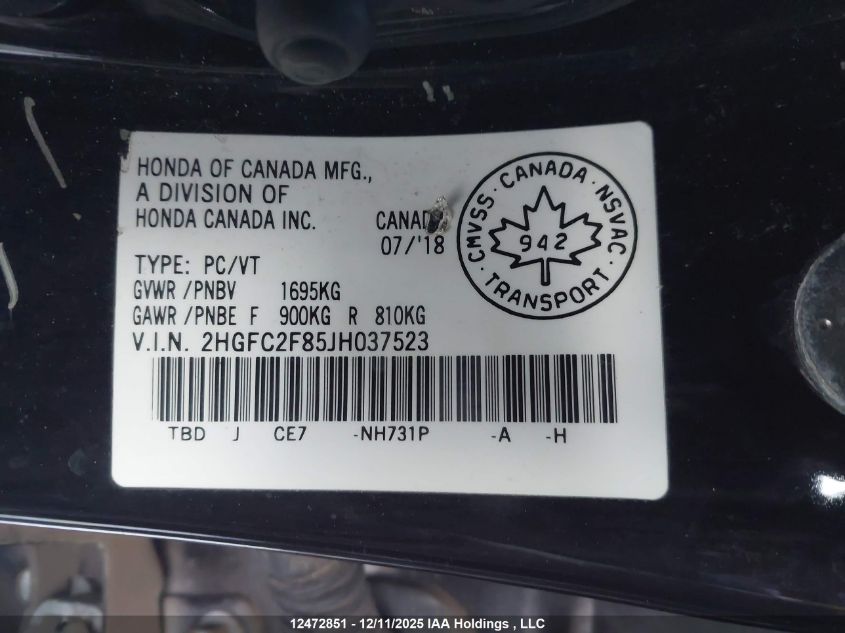 HONDA OF CANADA MFG.,
A DIVISION OF
HONDA CANADA INC.
CANADA
07/'18
TYPE: PC/VT
GVWR /PNBV 1695KG
GAWR /PNBE F 900KG R 810KG
V.I.N. 2HGFC2F85JH037523
TBD J CE7 -NH731P -A -H
CMVSS · CANADA · NSVAC
942
· TRANSPORT ·
12472851 - 12/11/2025 IAA Holdings , LLC